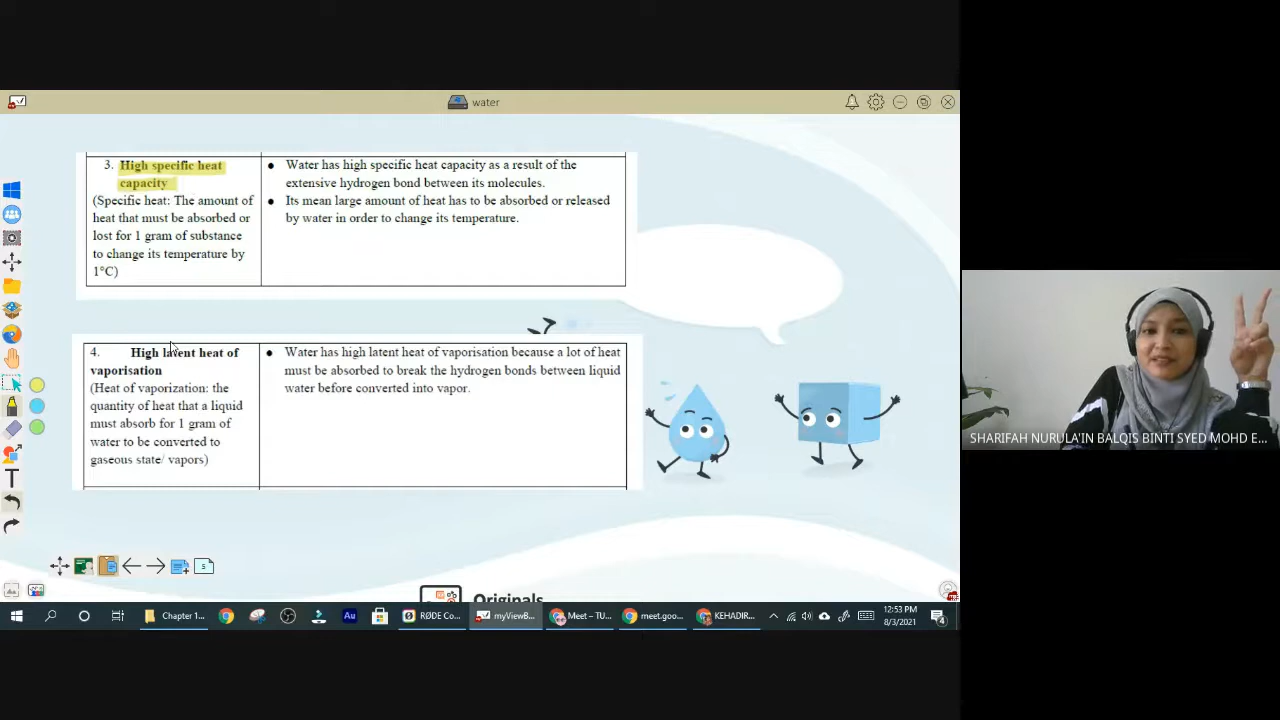 water
3. High specific heat
capacity
(Specific heat: The amount of
heat that must be absorbed or
lost for 1 gram of substance
to change its temperature by
1°C)
● Water has high specific heat capacity as a result of the
extensive hydrogen bond between its molecules.
● Its mean large amount of heat has to be absorbed or released
by water in order to change its temperature.
4. High latent heat of
vaporisation
(Heat of vaporization: the
quantity of heat that a liquid
must absorb for 1 gram of
water to be converted to
gaseous state/ vapors)
● Water has high latent heat of vaporisation because a lot of heat
must be absorbed to break the hydrogen bonds between liquid
water before converted into vapor.
SHARIFAH NURULA'IN BALQIS BINTI SYED MOHD E...
T
5
Originals
Chapter 1...
Au
RØDE Co...
myViewB...
Meet – TU...
meet.goo...
KEHADIR...
12:53 PM
8/3/2021
4